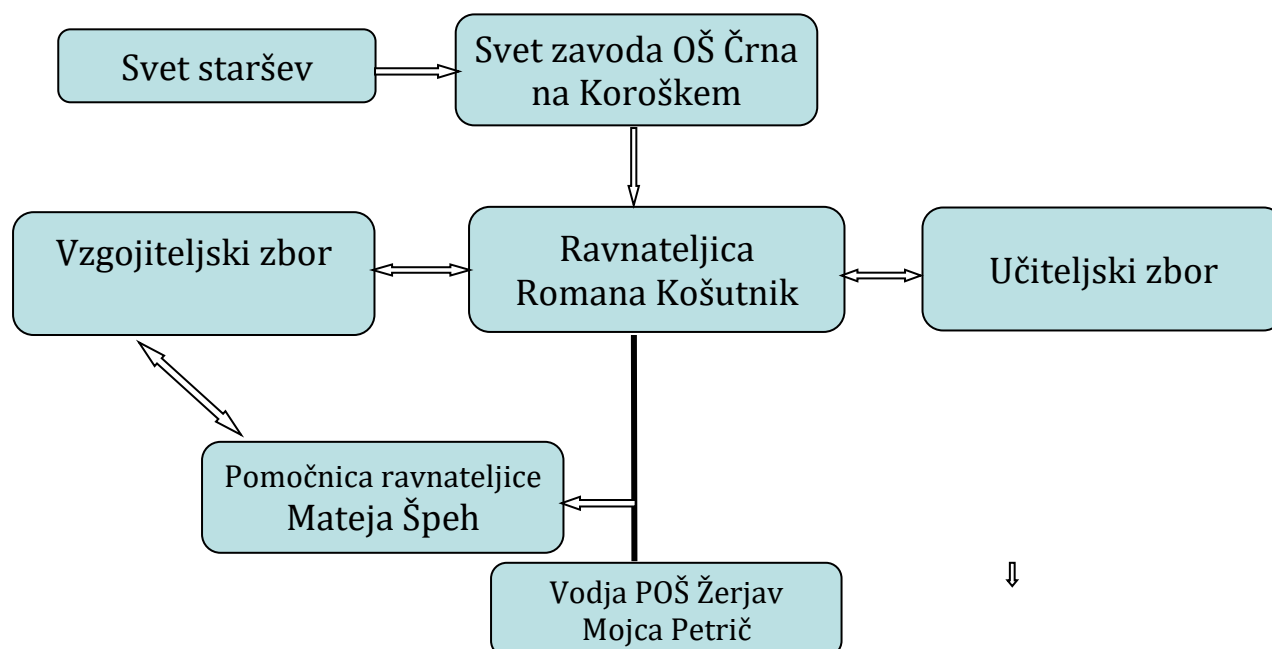 Svet staršev
Svet zavoda OŠ Črna
na Koroškem
Vzgojiteljski zbor
Ravnateljica
Romana Košutnik
Učiteljski zbor
Pomočnica ravnateljice
Mateja Špeh
Vodja POŠ Žerjav
Mojca Petrič